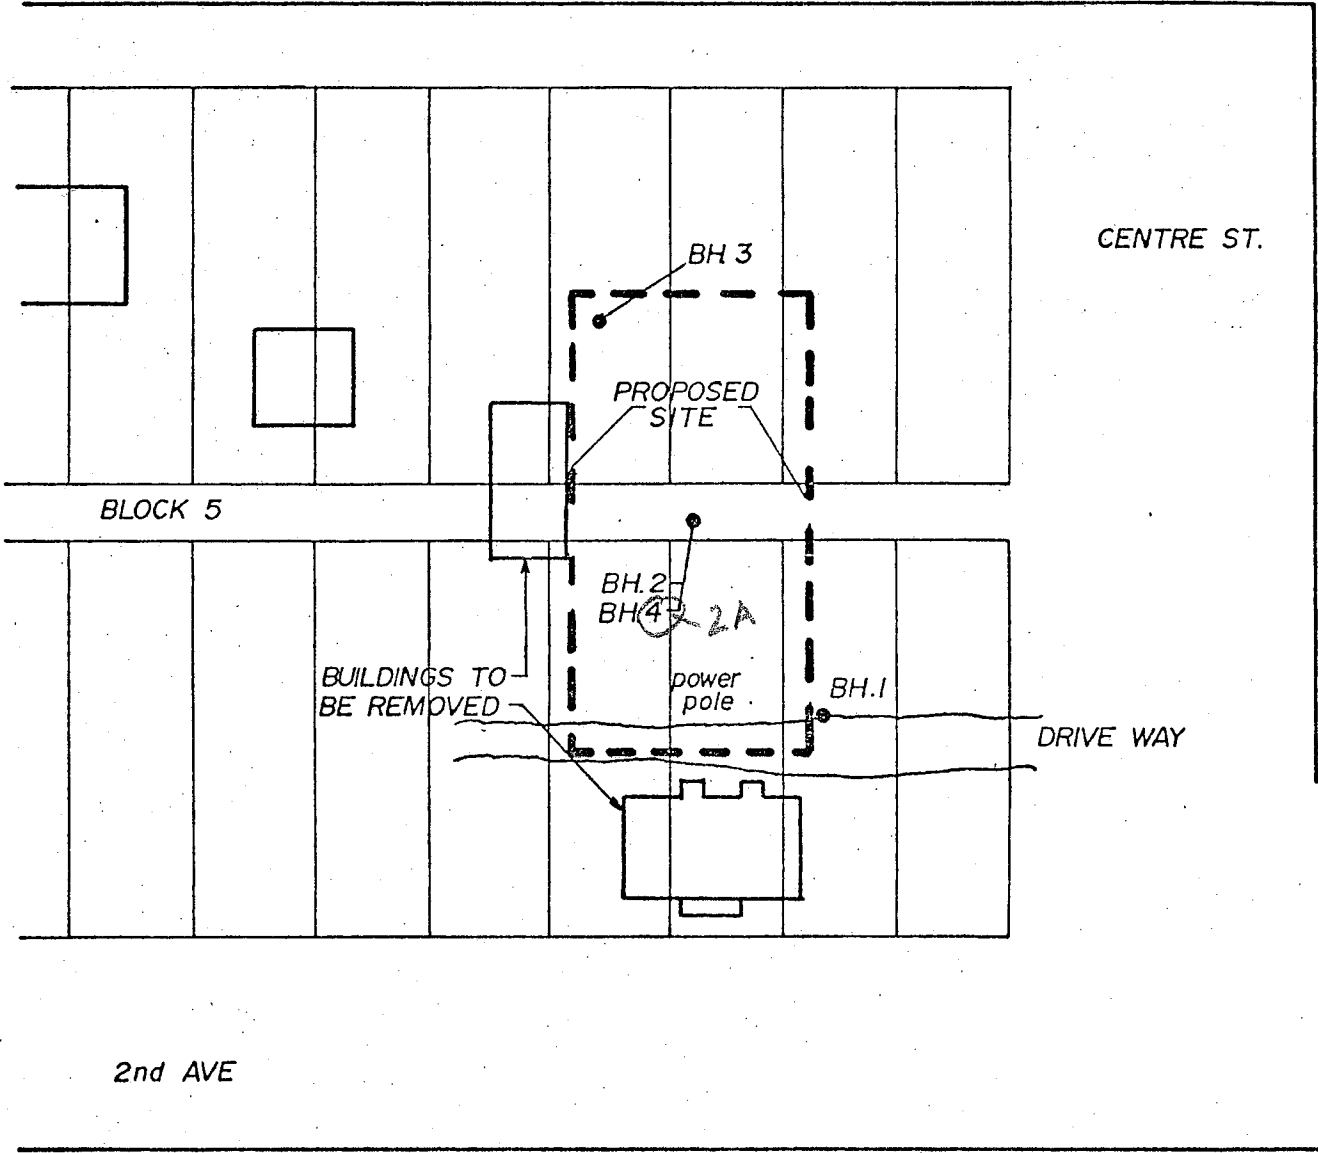 CENTRE ST.
BH. 3
PROPOSED
SITE
BLOCK 5
BH. 2
BH. 4 2A
BUILDINGS TO
BE REMOVED
power
pole
BH. 1
DRIVE WAY
2nd AVE